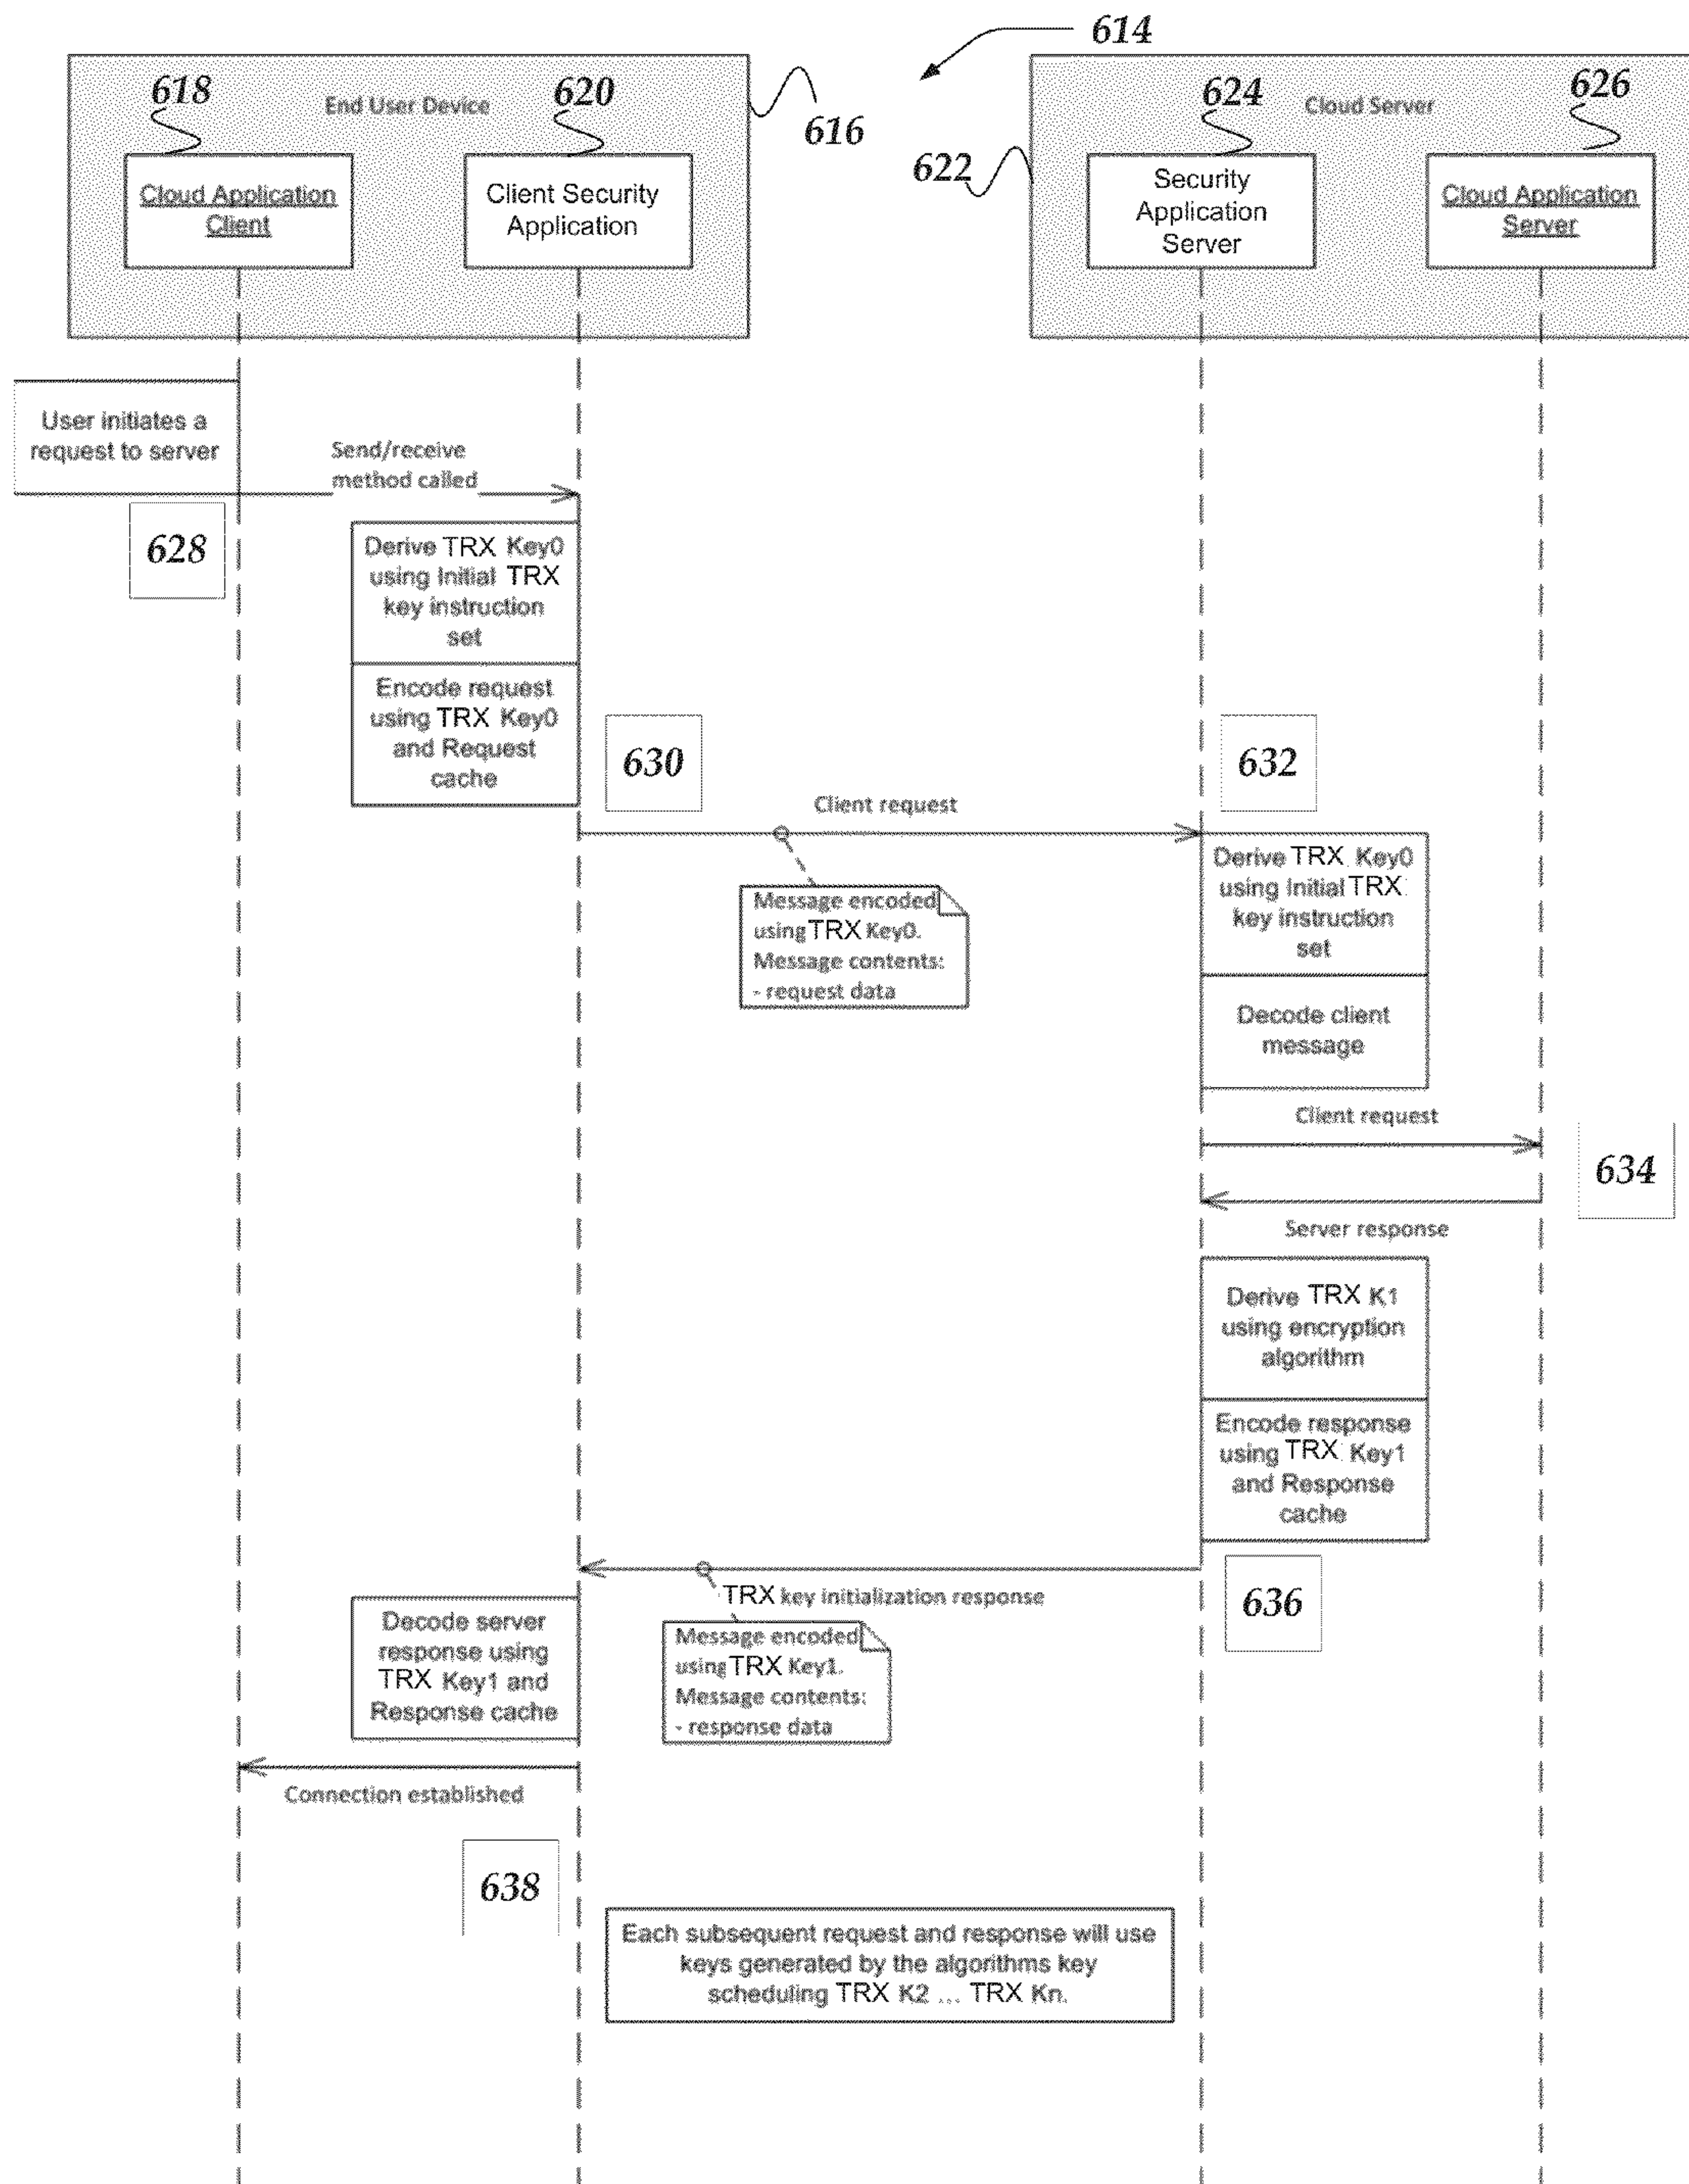 614
618
End User Device
620
616
624
Cloud Server
626
622
Cloud Application
Client
Client Security
Application
Security
Application
Server
Cloud Application
Server
User initiates a
request to server
Send/receive
method called
628
Derive TRX Key0
using Initial TRX
key instruction
set
Encode request
using TRX Key0
and Request
cache
630
632
Client request
Message encoded
using TRX Key0.
Message contents:
- request data
Derive TRX Key0
using Initial TRX
key instruction
set
Decode client
message
Client request
634
Server response
Derive TRX K1
using encryption
algorithm
Encode response
using TRX Key1
and Response
cache
636
TRX key initialization response
Message encoded
using TRX Key1.
Message contents:
- response data
Decode server
response using
TRX Key1 and
Response cache
Connection established
638
Each subsequent request and response will use
keys generated by the algorithms key
scheduling TRX K2 ... TRX Kn.